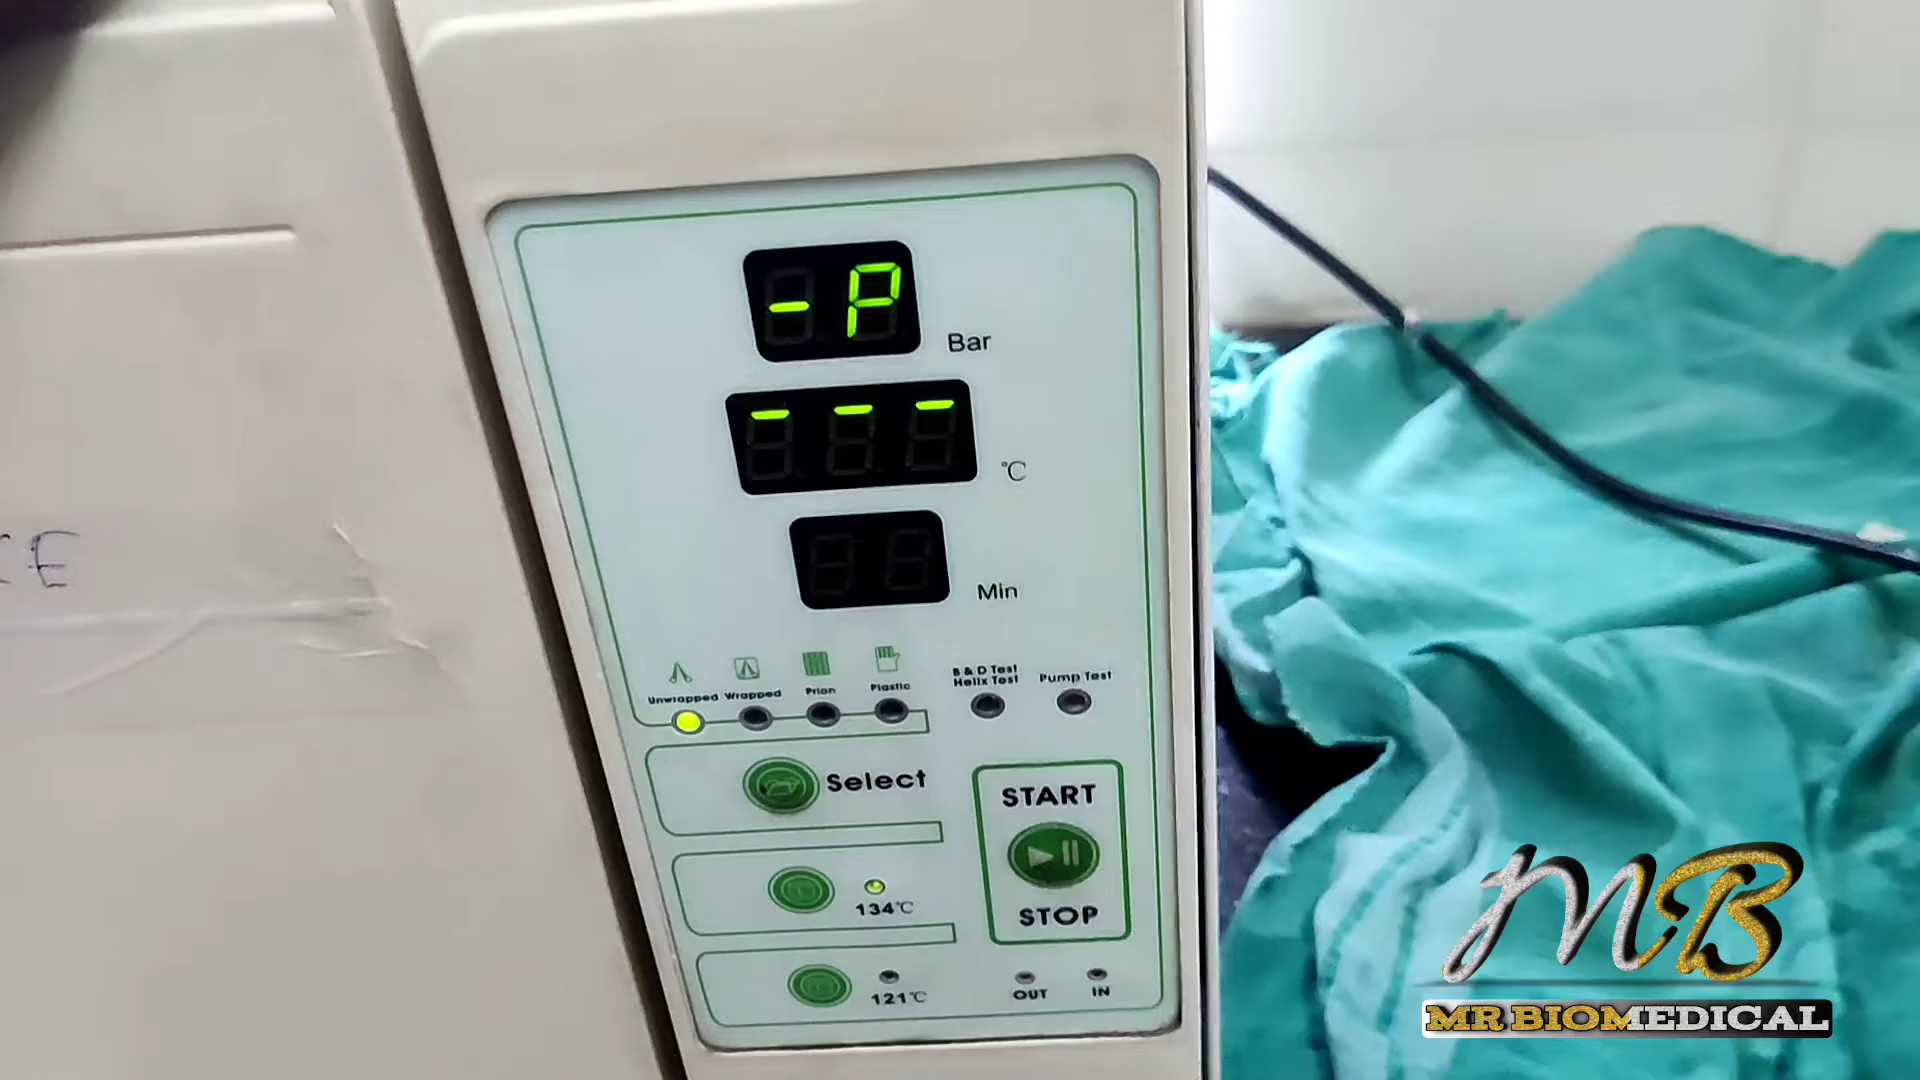 -P
Bar
---
℃
Min
Unwrapped
Wrapped
Prion
Plastic
B & D Test
Helix Test
Pump Test
Select
START
STOP
134℃
121℃
OUT
IN
E
MB
MR BIOMEDICAL